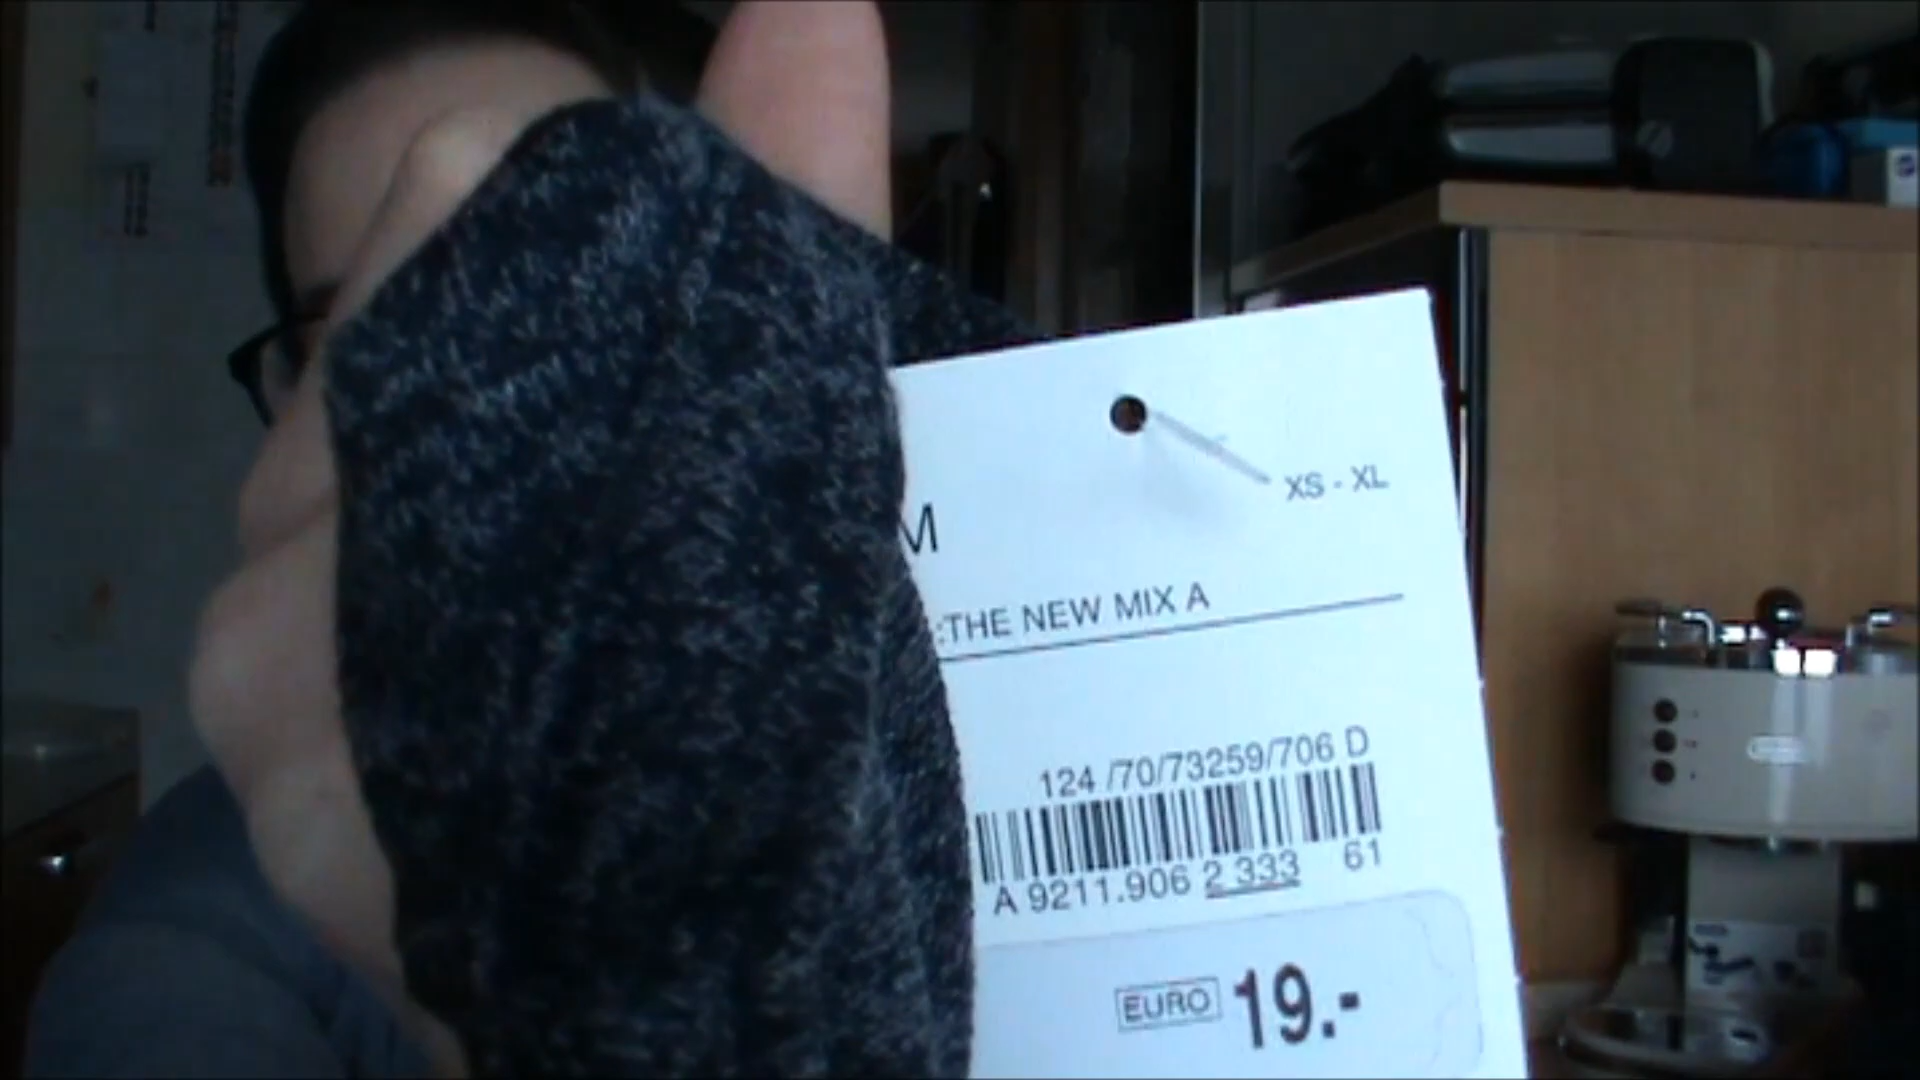 XS - XL
M
:THE NEW MIX A
124 /70/73259/706 D
A 9211.906 2 333 61
EURO 19.-